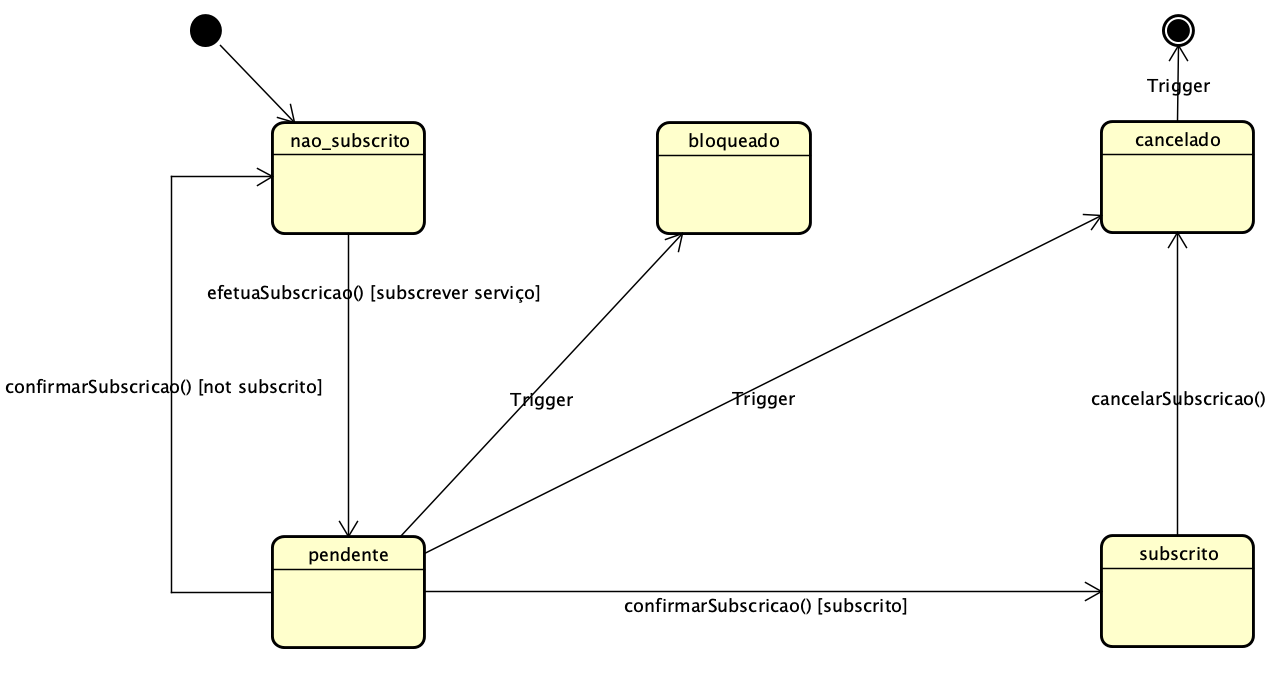 Trigger
nao_subscrito
bloqueado
cancelado
efetuaSubscricao() [subscrever serviço]
confirmarSubscricao() [not subscrito]
Trigger
Trigger
cancelarSubscricao()
pendente
subscrito
confirmarSubscricao() [subscrito]